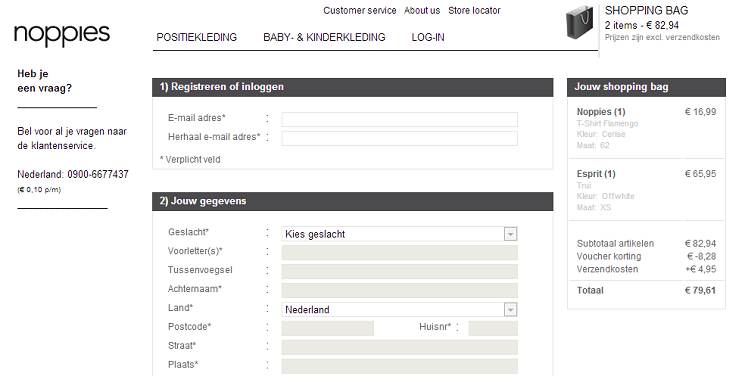 noppies
Customer service About us Store locator
POSITIEKLEDING BABY- & KINDERKLEDING LOG-IN
SHOPPING BAG
2 items - € 82,94
Prijzen zijn excl. verzendkosten
Heb je
een vraag?
Bel voor al je vragen naar
de klantenservice.
Nederland: 0900-6677437
(€ 0,10 p/m)
1) Registreren of inloggen
E-mail adres* :
Herhaal e-mail adres* :
* Verplicht veld
2) Jouw gegevens
Geslacht* : Kies geslacht
Voorletter(s)* :
Tussenvoegsel :
Achternaam* :
Land* : Nederland
Postcode* : Huisnr* :
Straat* :
Plaats* :
Jouw shopping bag
Noppies (1) € 16,99
T-Shirt Flamengo
Kleur: Cerise
Maat: 62
Esprit (1) € 65,95
Trui
Kleur: Offwhite
Maat: XS
Subtotaal artikelen € 82,94
Voucher korting € -8,28
Verzendkosten +€ 4,95
Totaal € 79,61